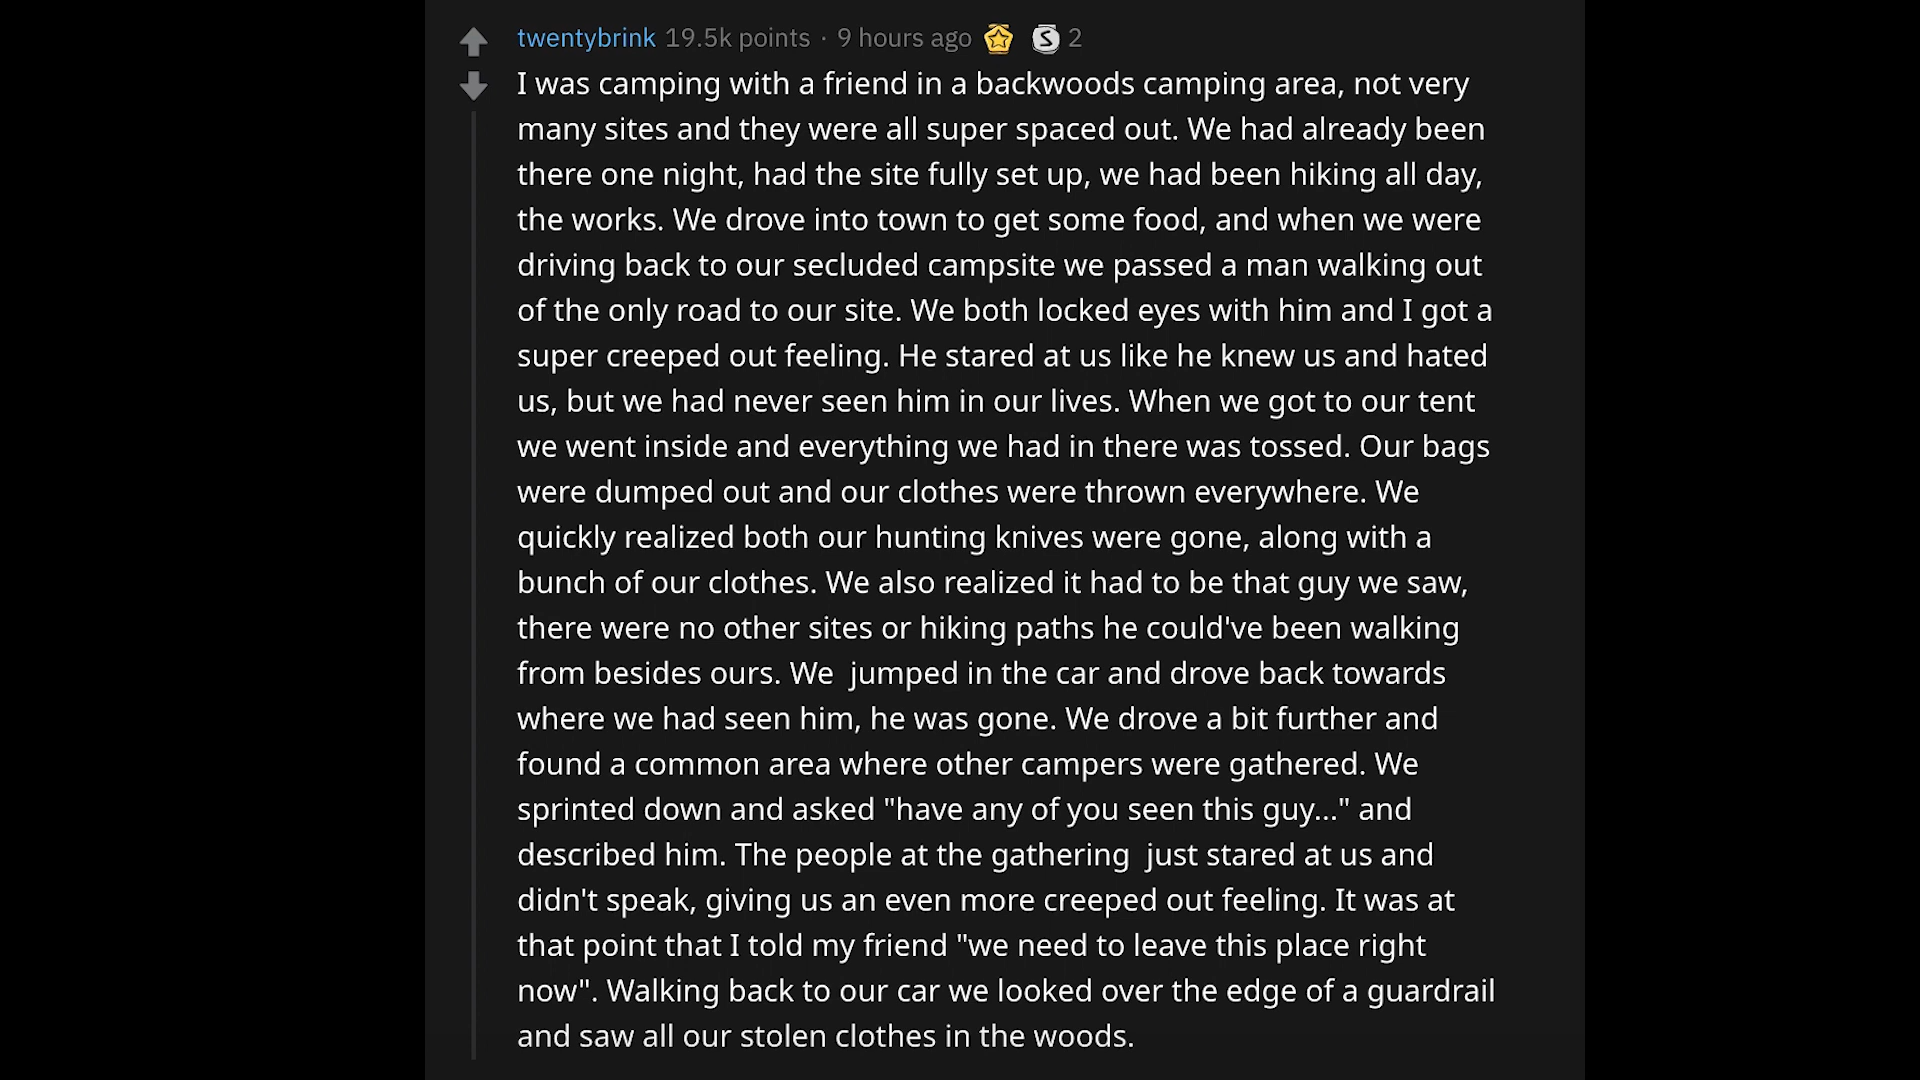 twentybrink 19.5k points · 9 hours ago S 2
I was camping with a friend in a backwoods camping area, not very
many sites and they were all super spaced out. We had already been
there one night, had the site fully set up, we had been hiking all day,
the works. We drove into town to get some food, and when we were
driving back to our secluded campsite we passed a man walking out
of the only road to our site. We both locked eyes with him and I got a
super creeped out feeling. He stared at us like he knew us and hated
us, but we had never seen him in our lives. When we got to our tent
we went inside and everything we had in there was tossed. Our bags
were dumped out and our clothes were thrown everywhere. We
quickly realized both our hunting knives were gone, along with a
bunch of our clothes. We also realized it had to be that guy we saw,
there were no other sites or hiking paths he could've been walking
from besides ours. We  jumped in the car and drove back towards
where we had seen him, he was gone. We drove a bit further and
found a common area where other campers were gathered. We
sprinted down and asked "have any of you seen this guy..." and
described him. The people at the gathering  just stared at us and
didn't speak, giving us an even more creeped out feeling. It was at
that point that I told my friend "we need to leave this place right
now". Walking back to our car we looked over the edge of a guardrail
and saw all our stolen clothes in the woods.